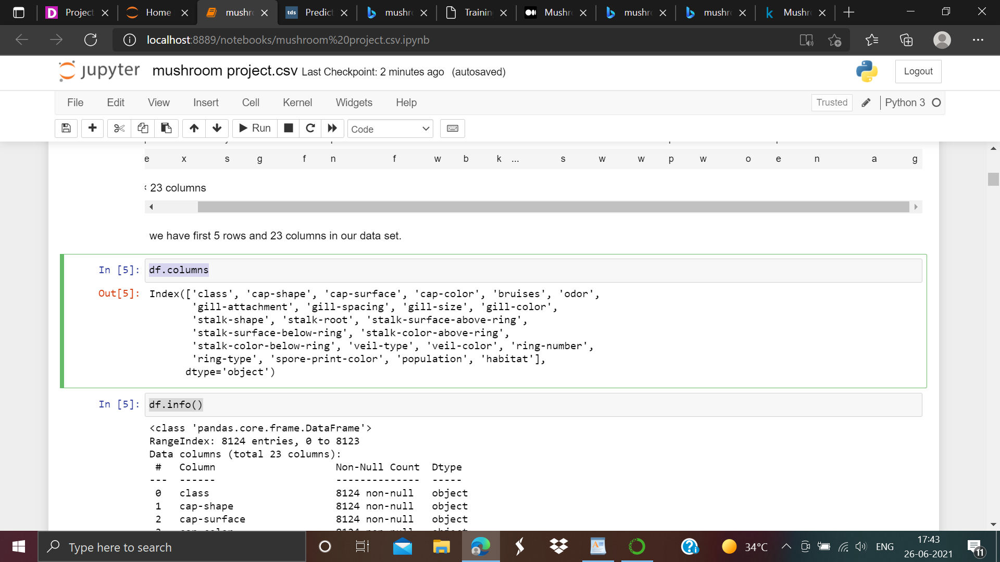 Project
Home
mushr
tds Predict
mushr
Trainin
Mushr
mushr
mushr
k Mushr
localhost:8889/notebooks/mushroom%20project.csv.ipynb
jupyter mushroom project.csv Last Checkpoint: 2 minutes ago (autosaved)
Logout
File Edit View Insert Cell Kernel Widgets Help
Trusted Python 3
Run Code
e x s g f n f w b k ... s w w p w o e n a g
23 columns
we have first 5 rows and 23 columns in our data set.
In [5]: df.columns
Out[5]: Index(['class', 'cap-shape', 'cap-surface', 'cap-color', 'bruises', 'odor',
'gill-attachment', 'gill-spacing', 'gill-size', 'gill-color',
'stalk-shape', 'stalk-root', 'stalk-surface-above-ring',
'stalk-surface-below-ring', 'stalk-color-above-ring',
'stalk-color-below-ring', 'veil-type', 'veil-color', 'ring-number',
'ring-type', 'spore-print-color', 'population', 'habitat'],
dtype='object')
In [5]: df.info()
<class 'pandas.core.frame.DataFrame'>
RangeIndex: 8124 entries, 0 to 8123
Data columns (total 23 columns):
# Column Non-Null Count Dtype
--- ------ -------------- -----
0 class 8124 non-null object
1 cap-shape 8124 non-null object
2 cap-surface 8124 non-null object
Type here to search
34°C
ENG
17:43
26-06-2021
11